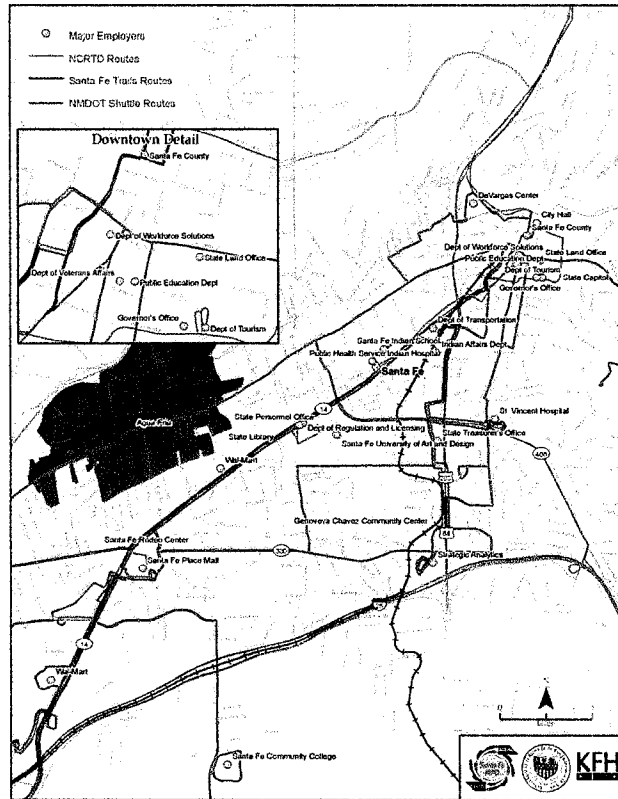 Major Employers
NCRTD Routes
Santa Fe Trails Routes
NMDOT Shuttle Routes
Downtown Detail
Santa Fe County
Dept of Workforce Solutions
State Land Office
Dept of Veterans Affairs
Public Education Dept
Governor's Office
Dept of Tourism
DeVargas Center
City Hall
Santa Fe County
Dept of Workforce Solutions
State Land Office
Public Education Dept
Dept of Tourism
State Capitol
Governor's Office
Dept of Transportation
Santa Fe Indian School
Indian Affairs Dept
Public Health Service Indian Hospital
Santa Fe
14
State Personnel Office
St. Vincent Hospital
Agua Fria
Dept of Regulation and Licensing
State Treasurer's Office
State Library
Santa Fe University of Art and Design
466
Wal-Mart
Genoveva Chavez Community Center
84
Santa Fe Rodeo Center
Strategic Analytics
Santa Fe Place Mall
14
Wal-Mart
Santa Fe Community College
KFH